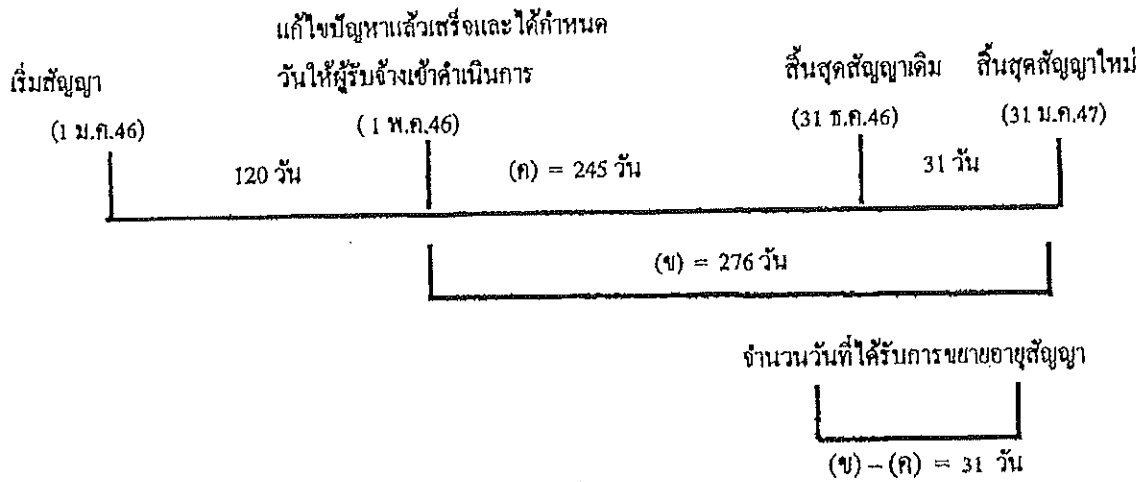 แก้ไขปัญหาแล้วเสร็จและได้กำหนด
วันให้ผู้รับจ้างเข้าดำเนินการ
เริ่มสัญญา
สิ้นสุดสัญญาเดิม
สิ้นสุดสัญญาใหม่
(1 ม.ค.46)
( 1 พ.ค.46)
(31 ธ.ค.46)
(31 ม.ค.47)
120 วัน
(ค) = 245 วัน
31 วัน
(ข) = 276 วัน
จำนวนวันที่ได้รับการขยายอายุสัญญา
(ข) – (ค) = 31 วัน